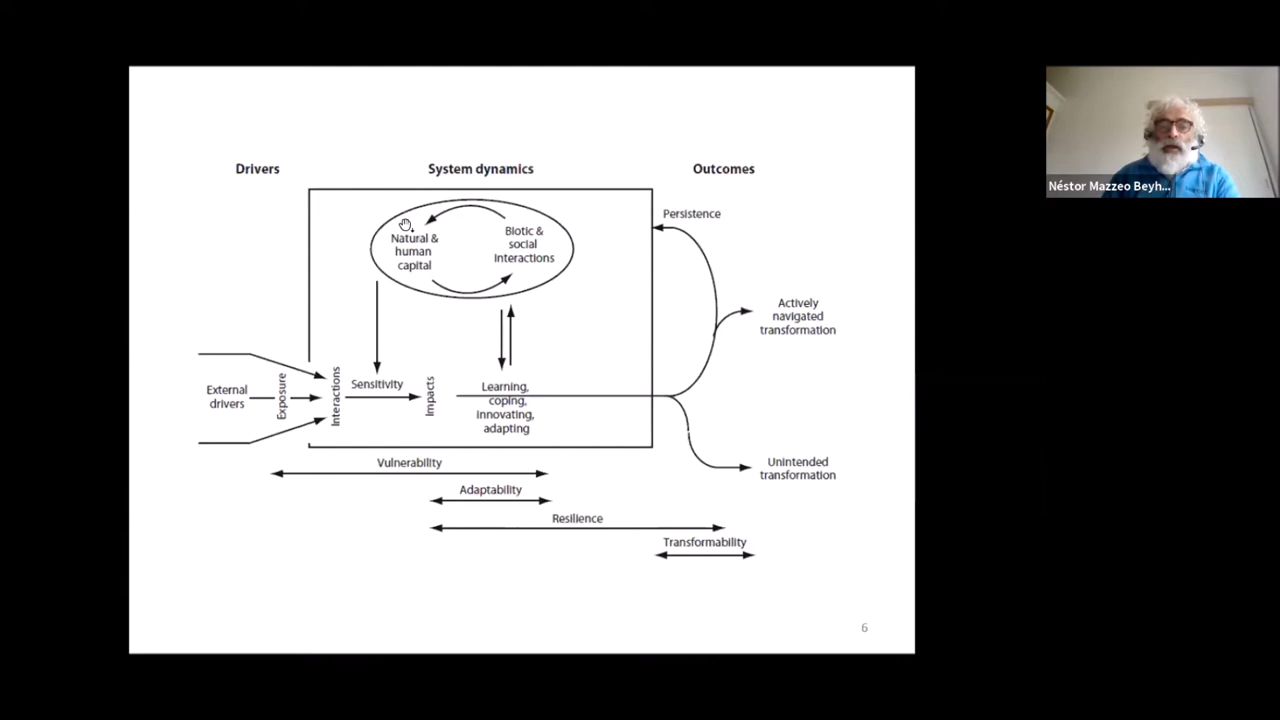 Drivers
System dynamics
Outcomes
Natural &
human
capital
Biotic &
social
interactions
Persistence
Actively
navigated
transformation
External
drivers
Exposure
Interactions
Sensitivity
Impacts
Learning,
coping,
innovating,
adapting
Unintended
transformation
Vulnerability
Adaptability
Resilience
Transformability
6
Néstor Mazzeo Beyh...